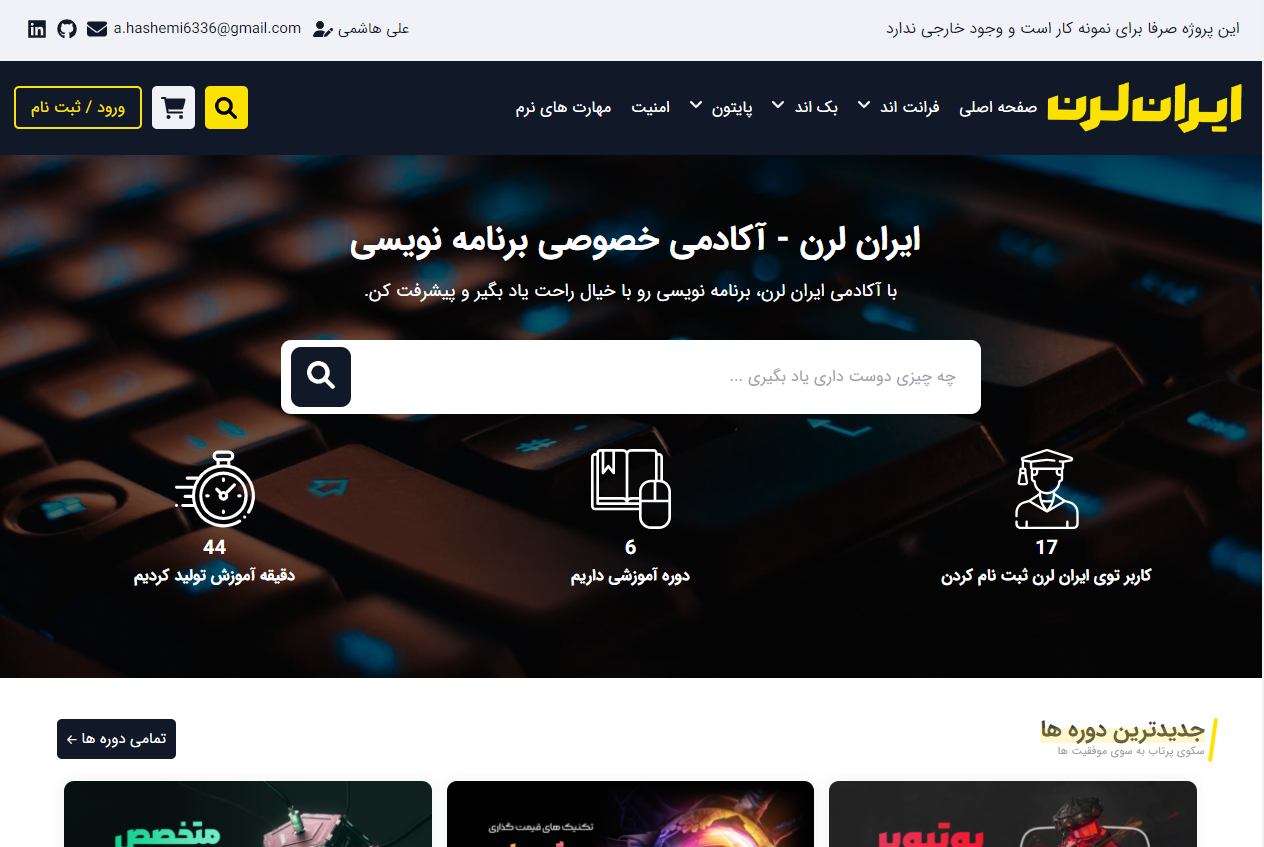 این پروژه صرفا برای نمونه کار است و وجود خارجی ندارد
علی هاشمی
a.hashemi6336@gmail.com
ایران‌لرن
صفحه اصلی
فرانت اند
بک اند
پایتون
امنیت
مهارت های نرم
ورود / ثبت نام
ایران لرن - آکادمی خصوصی برنامه نویسی
با آکادمی ایران لرن، برنامه نویسی رو با خیال راحت یاد بگیر و پیشرفت کن.
چه چیزی دوست داری یاد بگیری ...
17
کاربر توی ایران لرن ثبت نام کردن
6
دوره آموزشی داریم
44
دقیقه آموزش تولید کردیم
جدیدترین دوره ها
سکوی پرتاب به سوی موفقیت ها
تمامی دوره ها ←
یوتیوب
تکنیک های قیمت گذاری
متخصص